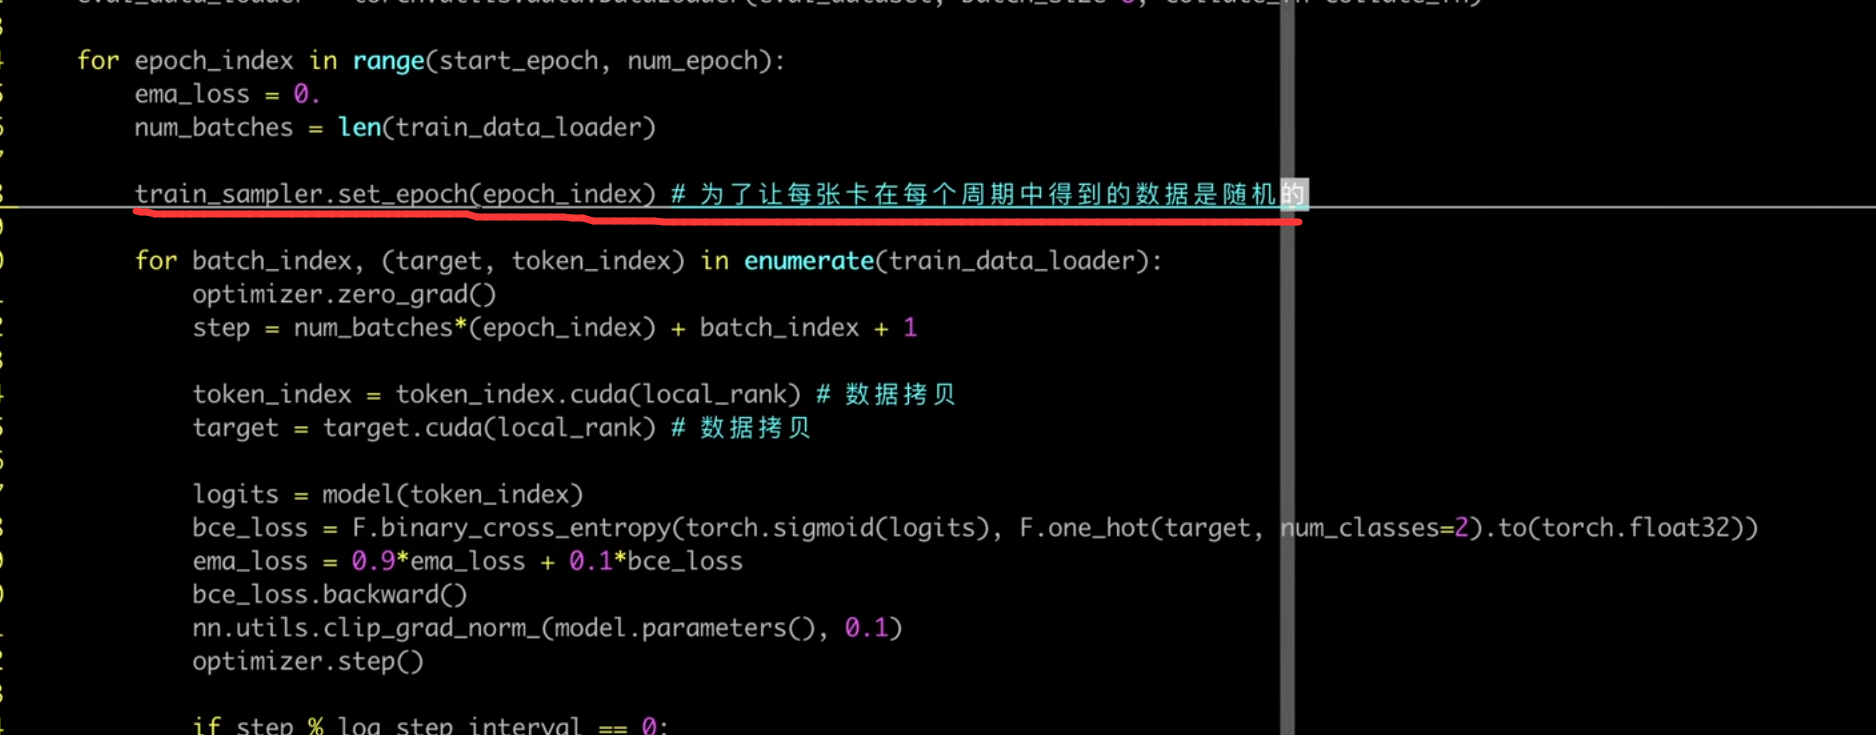 for epoch_index in range(start_epoch, num_epoch):
ema_loss = 0.
num_batches = len(train_data_loader)
train_sampler.set_epoch(epoch_index) # 为了让每张卡在每个周期中得到的数据是随机的
for batch_index, (target, token_index) in enumerate(train_data_loader):
optimizer.zero_grad()
step = num_batches*(epoch_index) + batch_index + 1
token_index = token_index.cuda(local_rank) # 数据拷贝
target = target.cuda(local_rank) # 数据拷贝
logits = model(token_index)
bce_loss = F.binary_cross_entropy(torch.sigmoid(logits), F.one_hot(target, num_classes=2).to(torch.float32))
ema_loss = 0.9*ema_loss + 0.1*bce_loss
bce_loss.backward()
nn.utils.clip_grad_norm_(model.parameters(), 0.1)
optimizer.step()
if step % log_step_interval == 0: